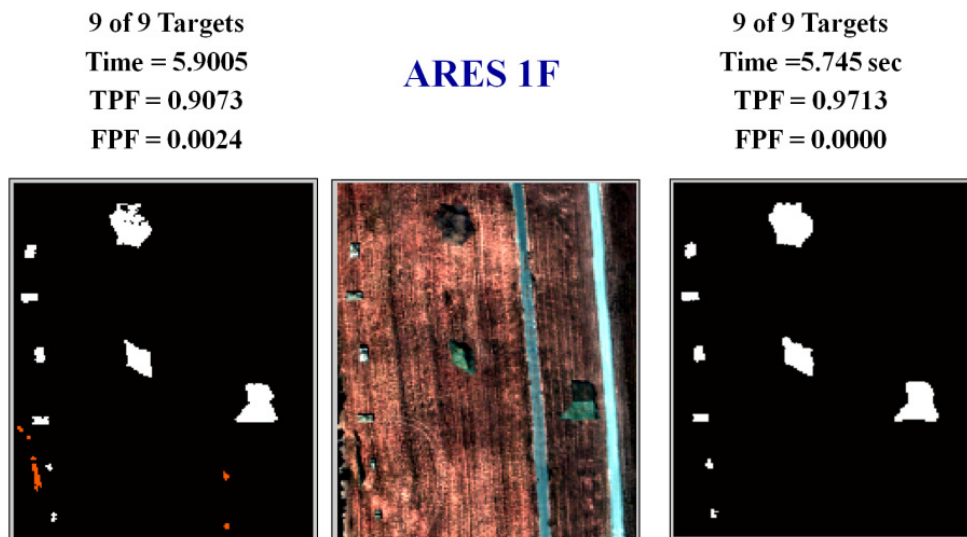 9 of 9 Targets
Time = 5.9005
TPF = 0.9073
FPF = 0.0024
ARES 1F
9 of 9 Targets
Time =5.745 sec
TPF = 0.9713
FPF = 0.0000